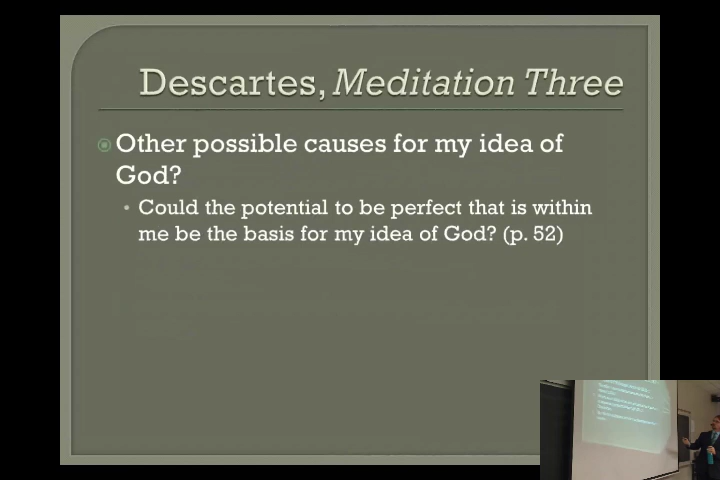 Descartes, Meditation Three
Other possible causes for my idea of
God?
• Could the potential to be perfect that is within
me be the basis for my idea of God? (p. 52)